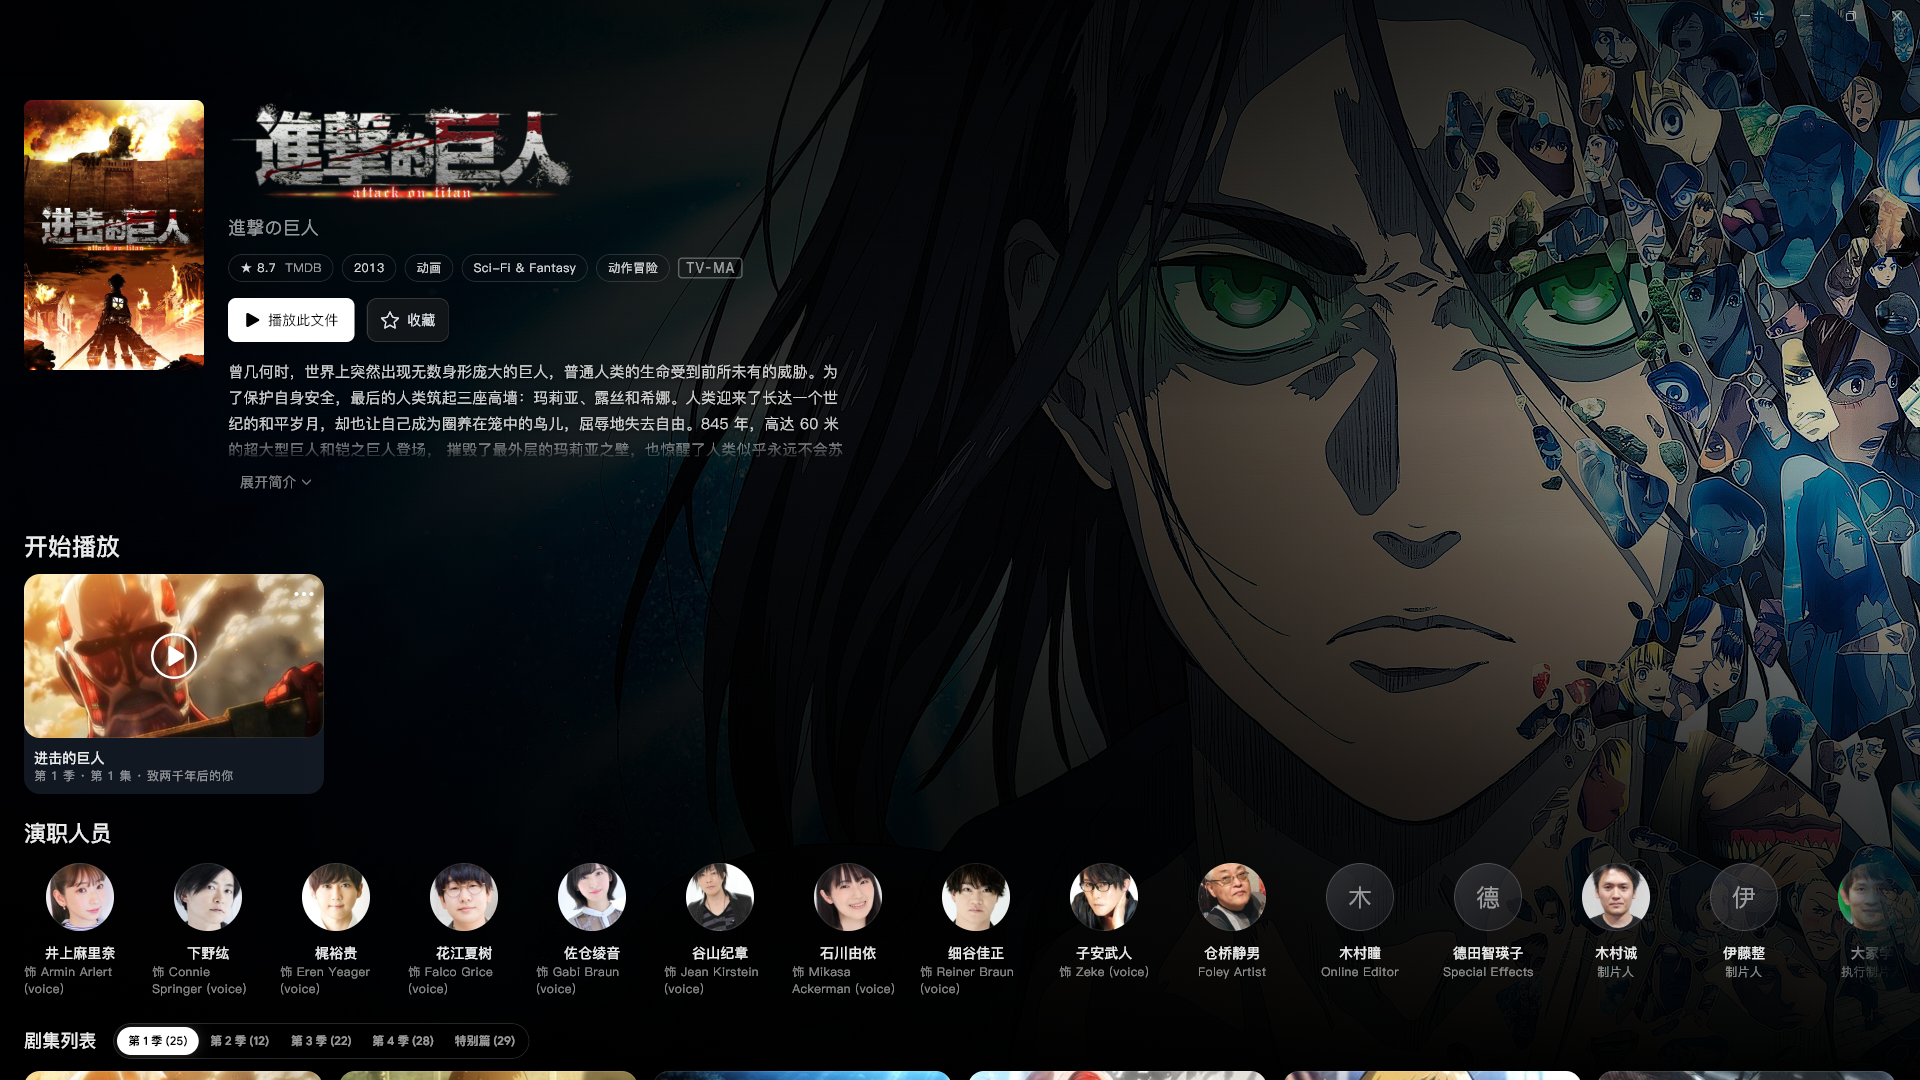 進撃的巨人
attack on titan
进击的巨人
attack on titan
進撃の巨人
★ 8.7 TMDB
2013
动画
Sci-Fi & Fantasy
动作冒险
TV-MA
播放此文件
收藏
曾几何时，世界上突然出现无数身形庞大的巨人，普通人类的生命受到前所未有的威胁。为
了保护自身安全，最后的人类筑起三座高墙：玛莉亚、露丝和希娜。人类迎来了长达一个世
纪的和平岁月，却也让自己成为圈养在笼中的鸟儿，屈辱地失去自由。845 年，高达 60 米
的超大型巨人和铠之巨人登场， 摧毁了最外层的玛莉亚之壁，也惊醒了人类似乎永远不会苏
展开简介
开始播放
进击的巨人
第 1 季 · 第 1 集 · 致两千年后的你
演职人员
井上麻里奈
饰 Armin Arlert
(voice)
下野纮
饰 Connie
Springer (voice)
梶裕贵
饰 Eren Yeager
(voice)
花江夏树
饰 Falco Grice
(voice)
佐仓绫音
饰 Gabi Braun
(voice)
谷山纪章
饰 Jean Kirstein
(voice)
石川由依
饰 Mikasa
Ackerman (voice)
细谷佳正
饰 Reiner Braun
(voice)
子安武人
饰 Zeke (voice)
仓桥静男
Foley Artist
木
木村瞳
Online Editor
德
德田智瑛子
Special Effects
木村诚
制片人
伊
伊藤整
制片人
大冢学
执行制片人
剧集列表
第 1 季 (25)
第 2 季 (12)
第 3 季 (22)
第 4 季 (28)
特别篇 (29)